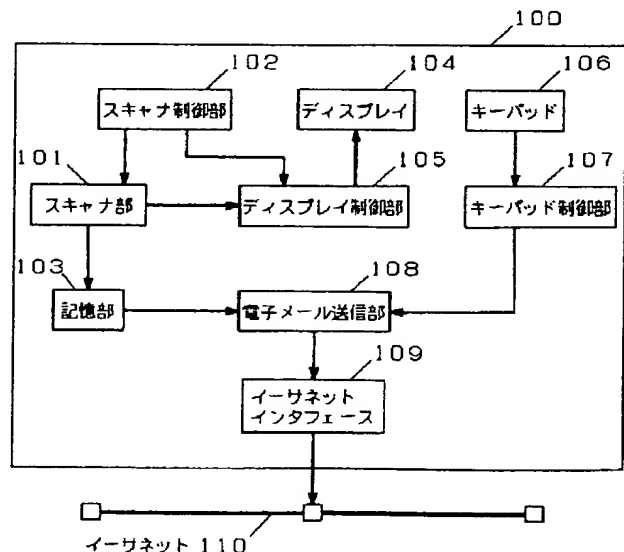 100
102
104
106
スキャナ制御部
ディスプレイ
キーパッド
101
105
107
スキャナ部
ディスプレイ制御部
キーパッド制御部
103
108
記憶部
電子メール送信部
109
イーサネット
インタフェース
イーサネット 110